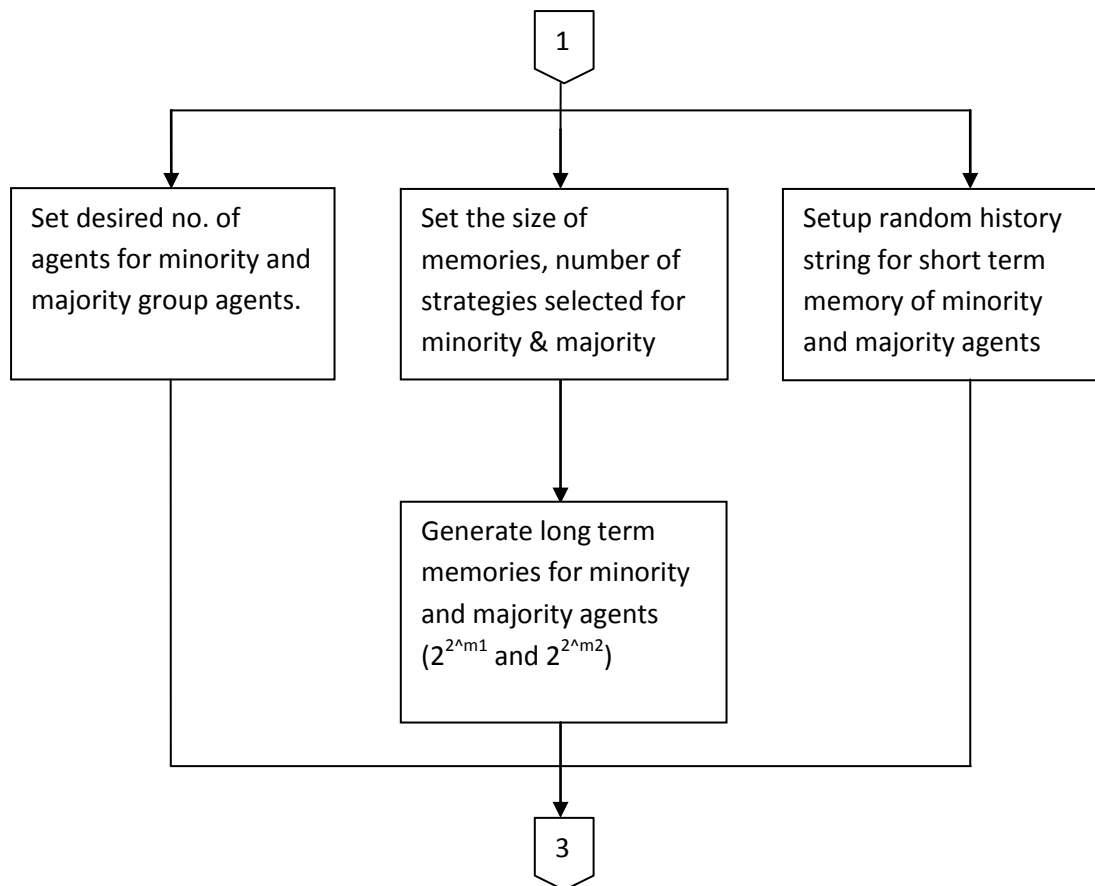 1
Set desired no. of
agents for minority and
majority group agents.
Set the size of
memories, number of
strategies selected for
minority & majority
Setup random history
string for short term
memory of minority
and majority agents
Generate long term
memories for minority
and majority agents
(2^2^m1 and 2^2^m2)
3